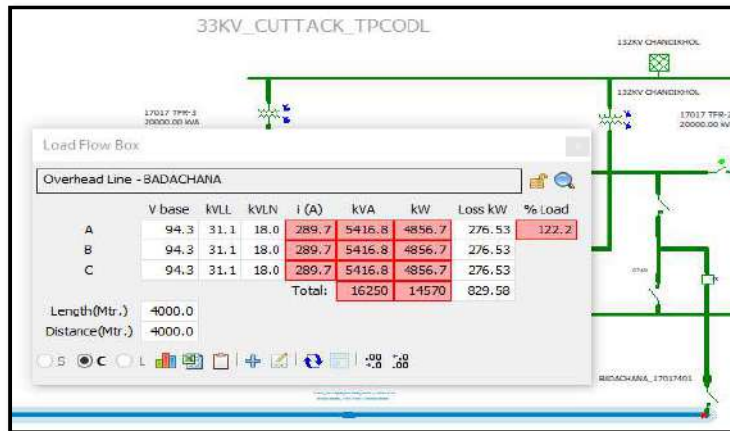 33KV_CUTTACK_TPCODL
132KV CHANDIKHOL
132KV CHANDIKHOL
17017 TFR-3
20000.00 kVA
17017 TFR-2
20000.00 kVA
Load Flow Box
Overhead Line - BADACHANA
V base kVLL kVLN i (A) kVA kW Loss kW % Load
A 94.3 31.1 18.0 289.7 5416.8 4856.7 276.53 122.2
B 94.3 31.1 18.0 289.7 5416.8 4856.7 276.53
C 94.3 31.1 18.0 289.7 5416.8 4856.7 276.53
Total: 16250 14570 829.58
Length(Mtr.) 4000.0
Distance(Mtr.) 4000.0
S C L
BADACHANA_17017401